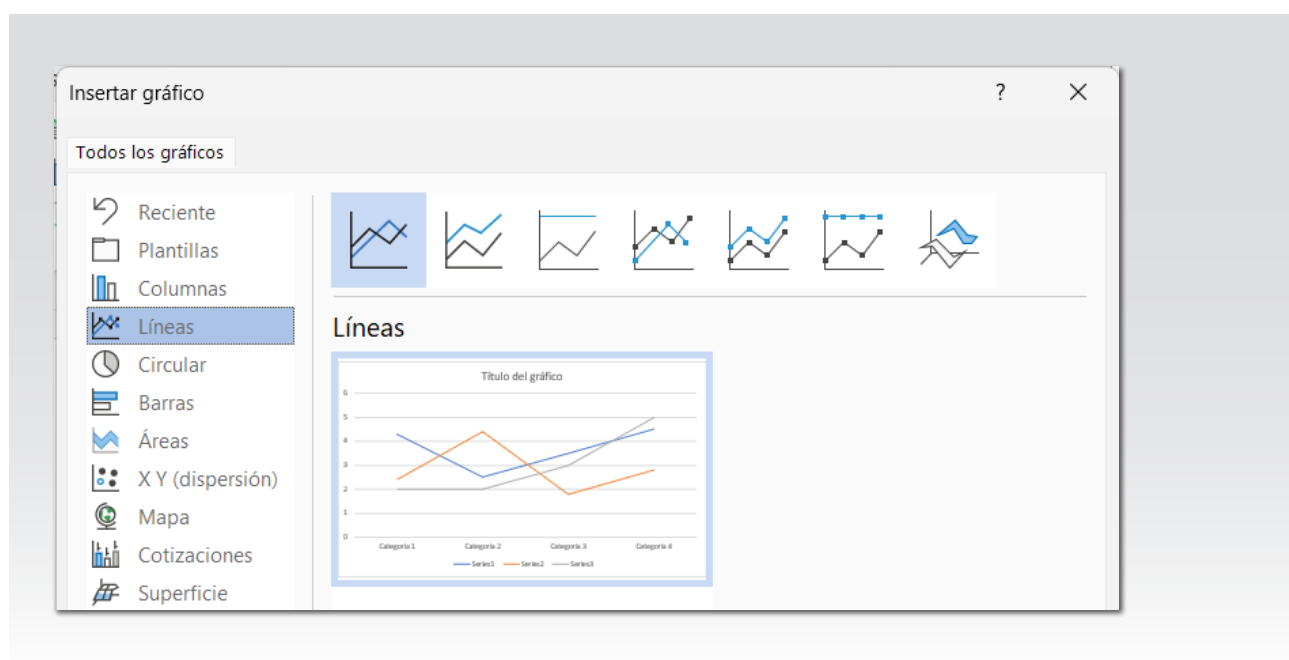 Insertar gráfico
?
Todos los gráficos
Reciente
Plantillas
Columnas
Líneas
Circular
Barras
Áreas
X Y (dispersión)
Mapa
Cotizaciones
Superficie
Líneas
Título del gráfico
6
5
4
3
2
1
0
Categoría 1 Categoría 2 Categoría 3 Categoría 4
Series1 Series2 Series3